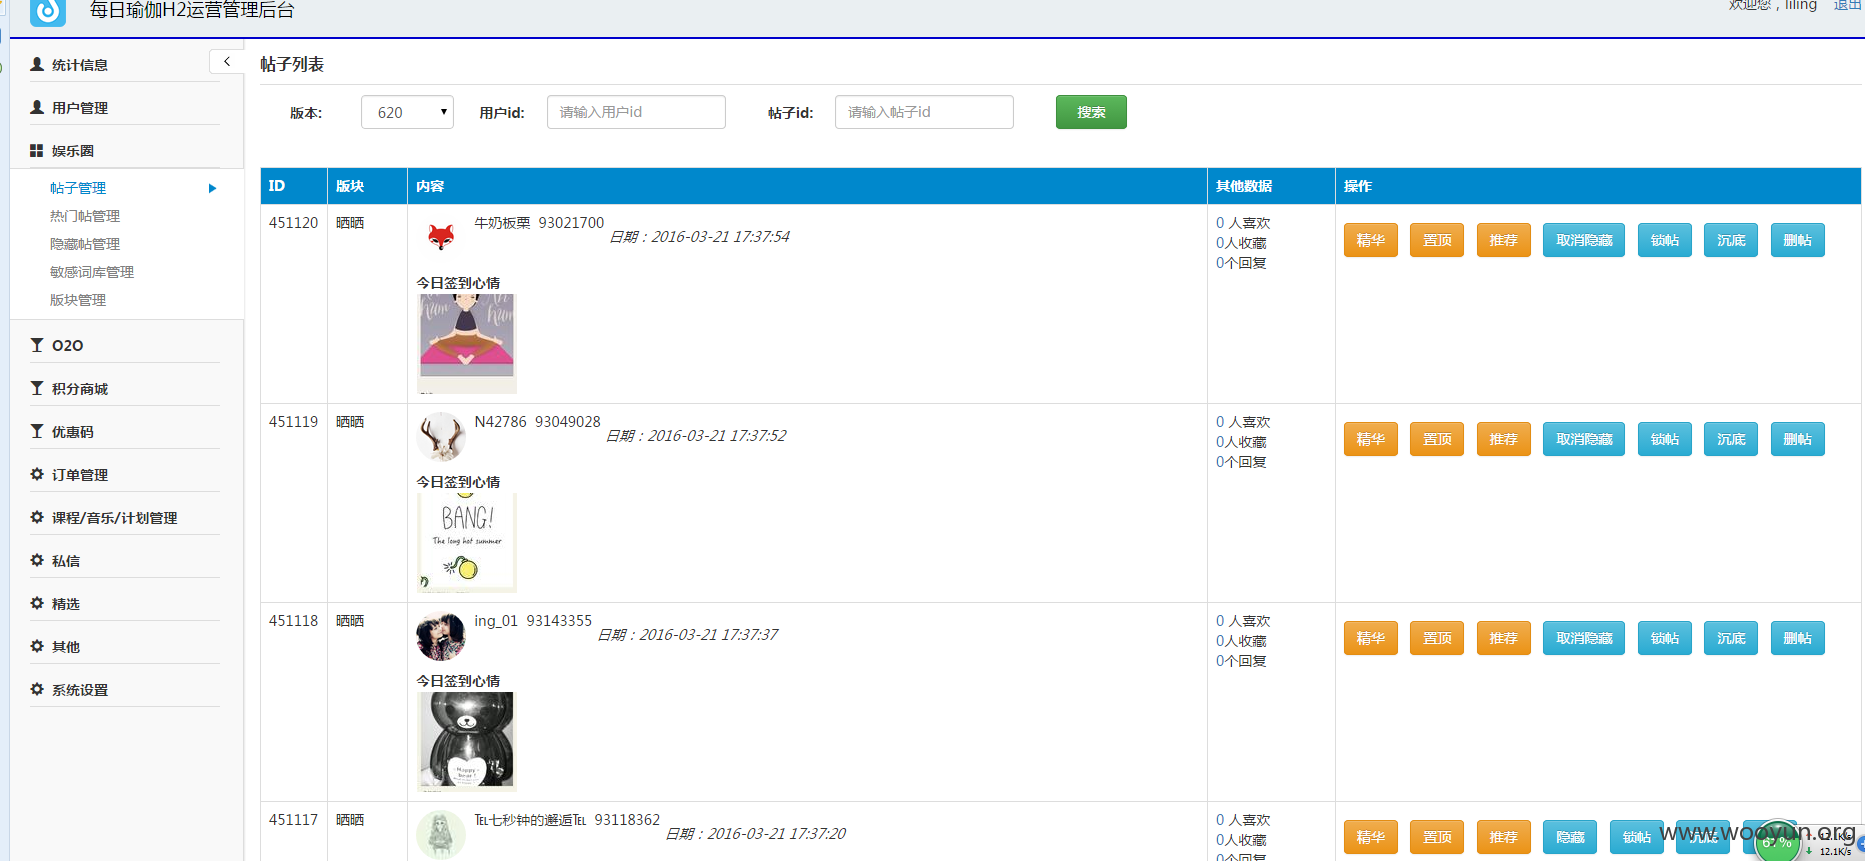 每日瑜伽H2运营管理后台
欢迎您，liling 退出
统计信息
用户管理
娱乐圈
帖子管理
热门帖管理
隐藏帖管理
敏感词库管理
版块管理
O2O
积分商城
优惠码
订单管理
课程/音乐/计划管理
私信
精选
其他
系统设置
帖子列表
版本: 620 用户id: 请输入用户id 帖子id: 请输入帖子id 搜索
ID 版块 内容 其他数据 操作
451120 晒晒 牛奶板栗 93021700 日期：2016-03-21 17:37:54
今日签到心情
0 人喜欢
0人收藏
0个回复
精华 置顶 推荐 取消隐藏 锁帖 沉底 删帖
451119 晒晒 N42786 93049028 日期：2016-03-21 17:37:52
今日签到心情
BANG!
The long hot summer
0 人喜欢
0人收藏
0个回复
精华 置顶 推荐 取消隐藏 锁帖 沉底 删帖
451118 晒晒 ing_01 93143355 日期：2016-03-21 17:37:37
今日签到心情
Happy
bear!
0 人喜欢
0人收藏
0个回复
精华 置顶 推荐 取消隐藏 锁帖 沉底 删帖
451117 晒晒 ℡七秒钟的邂逅℡ 93118362 日期：2016-03-21 17:37:20
0 人喜欢
0人收藏
0个回复
精华 置顶 推荐 隐藏 锁帖 沉底
www.wooyun.org
67%
12.1K/s